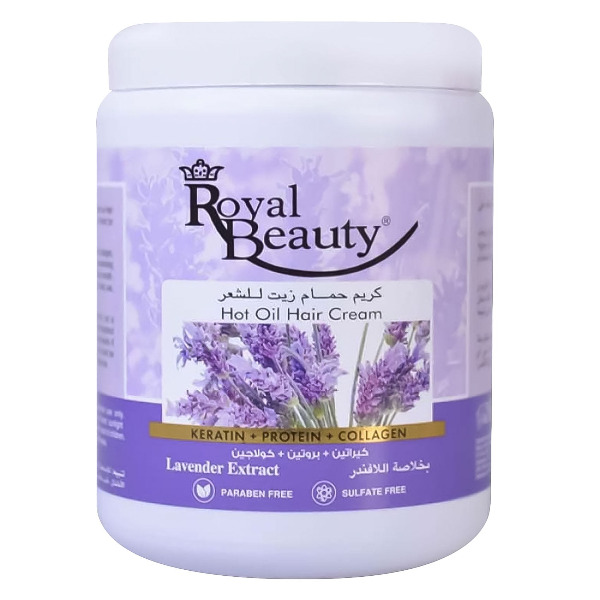 Royal
Beauty®
كريم حمام زيت للشعر
Hot Oil Hair Cream
KERATIN + PROTEIN + COLLAGEN
كيراتين + بروتين + كولاجين
Lavender Extract
بخلاصة اللافندر
PARABEN FREE
SULFATE FREE